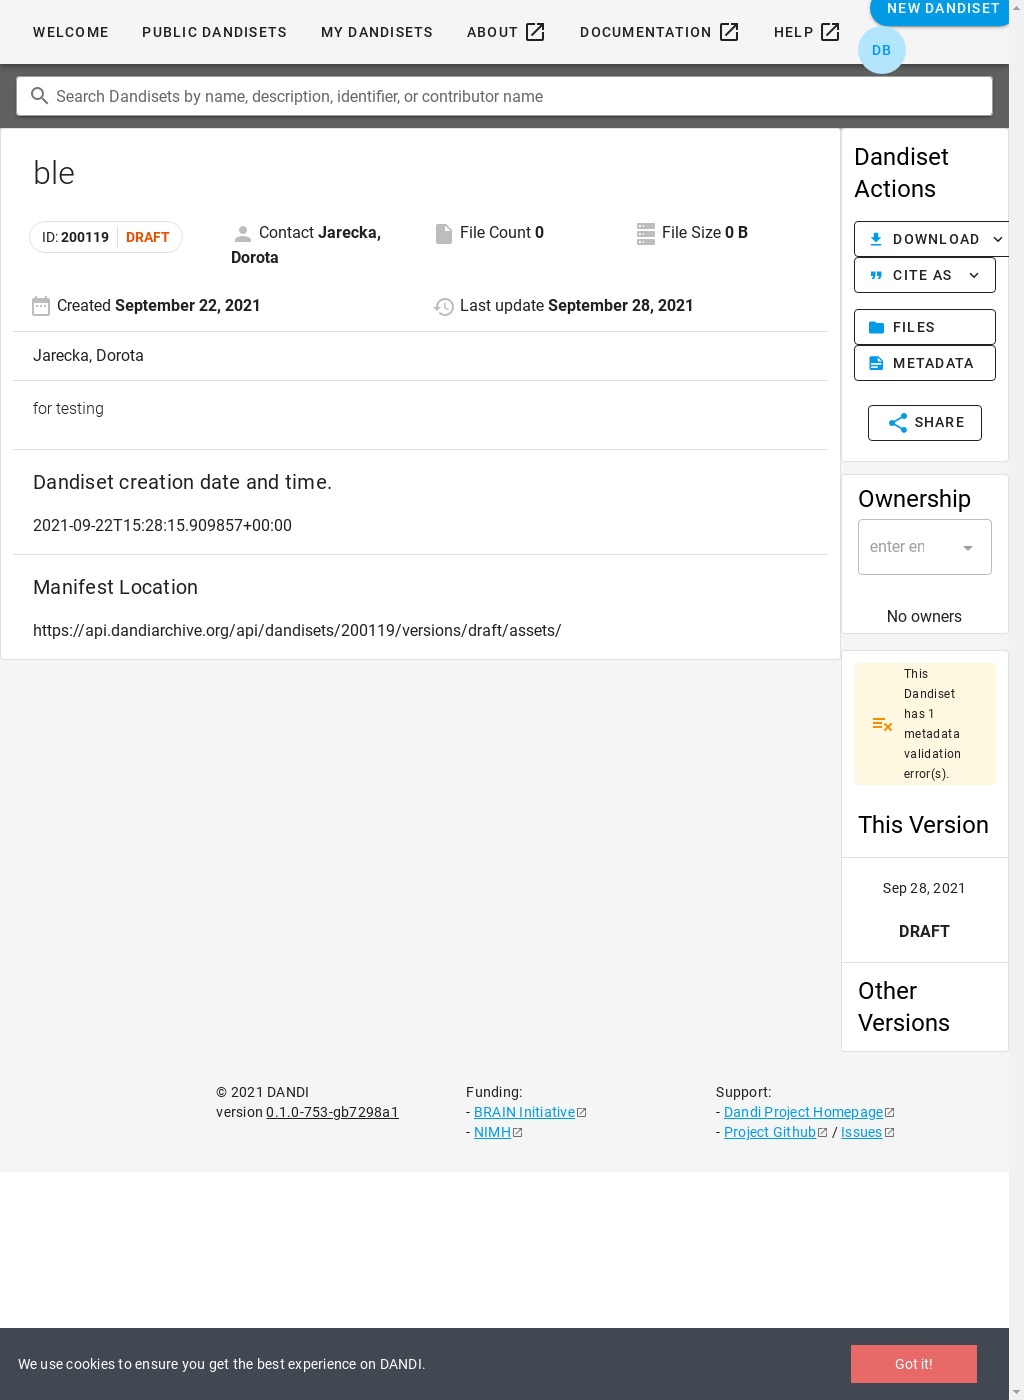 WELCOME PUBLIC DANDISETS MY DANDISETS ABOUT DOCUMENTATION HELP NEW DANDISET
DB
Search Dandisets by name, description, identifier, or contributor name
ble
ID: 200119 DRAFT
Contact Jarecka, Dorota
File Count 0
File Size 0 B
Created September 22, 2021
Last update September 28, 2021
Jarecka, Dorota
for testing
Dandiset creation date and time.
2021-09-22T15:28:15.909857+00:00
Manifest Location
https://api.dandiarchive.org/api/dandisets/200119/versions/draft/assets/
Dandiset
Actions
DOWNLOAD
CITE AS
FILES
METADATA
SHARE
Ownership
enter en
No owners
This
Dandiset
has 1
metadata
validation
error(s).
This Version
Sep 28, 2021
DRAFT
Other
Versions
© 2021 DANDI
version 0.1.0-753-gb7298a1
Funding:
- BRAIN Initiative
- NIMH
Support:
- Dandi Project Homepage
- Project Github / Issues
We use cookies to ensure you get the best experience on DANDI.
Got it!